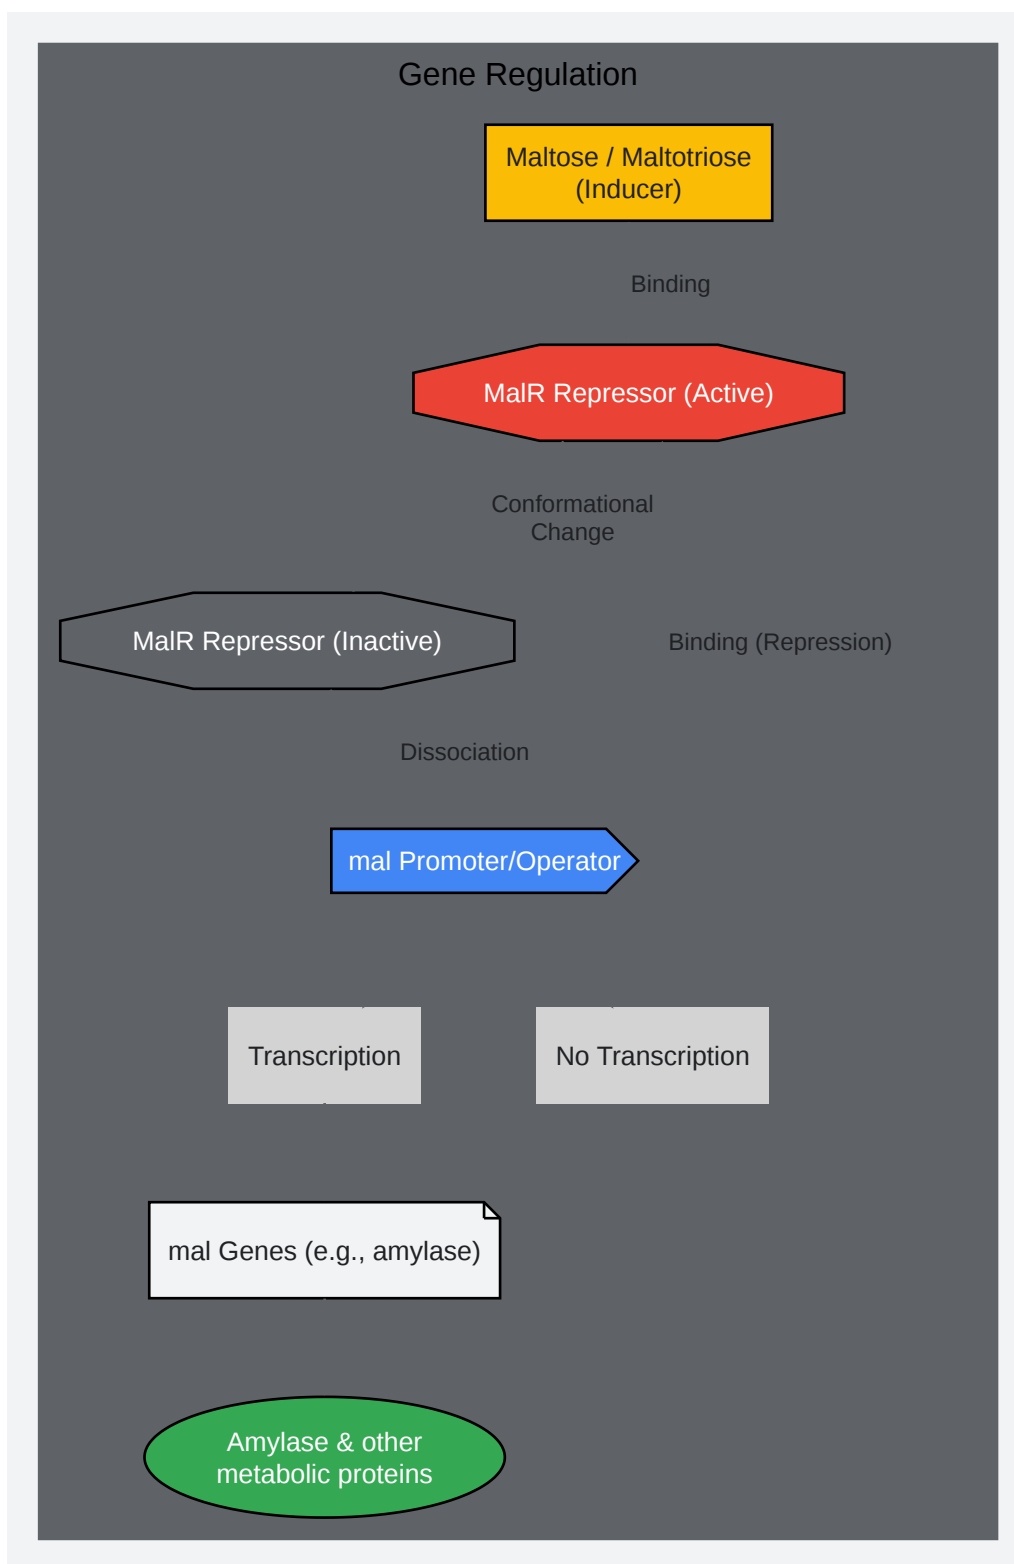 Gene Regulation
Maltose / Maltotriose
(Inducer)
Binding
MalR Repressor (Active)
Conformational
Change
MalR Repressor (Inactive)
Binding (Repression)
Dissociation
mal Promoter/Operator
Transcription
No Transcription
mal Genes (e.g., amylase)
Amylase & other
metabolic proteins